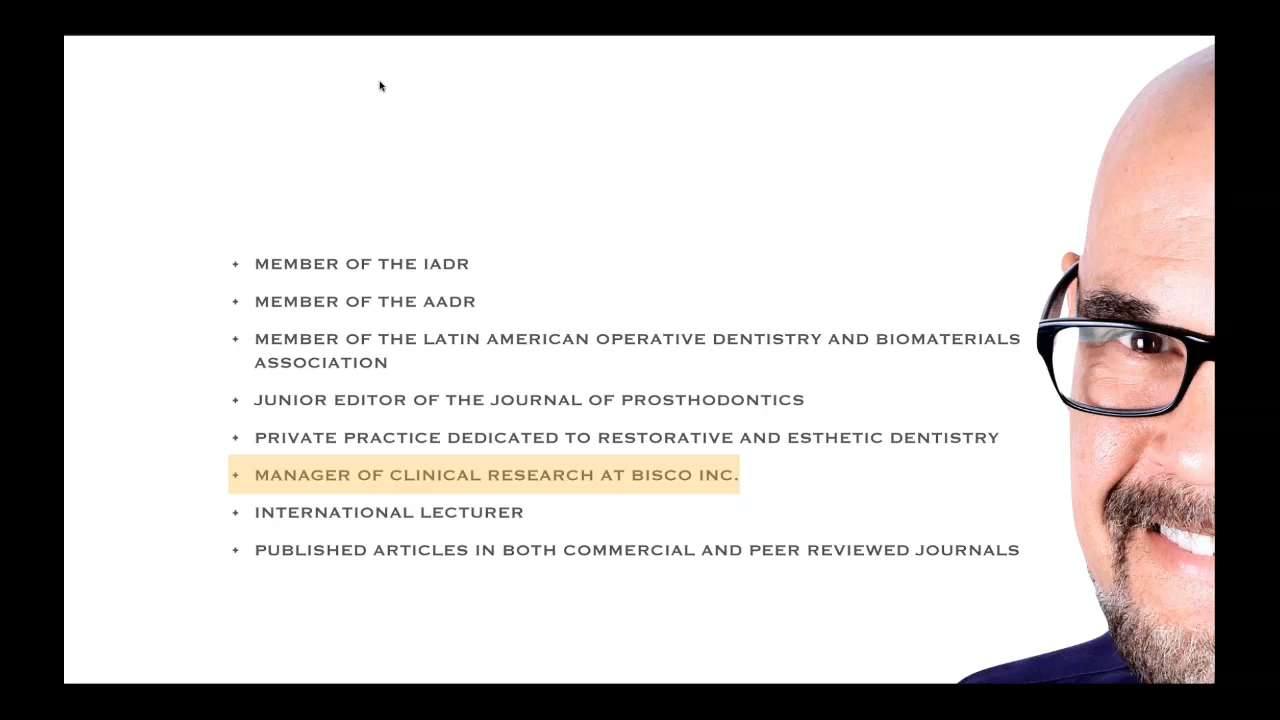 MEMBER OF THE IADR
MEMBER OF THE AADR
MEMBER OF THE LATIN AMERICAN OPERATIVE DENTISTRY AND BIOMATERIALS
ASSOCIATION
JUNIOR EDITOR OF THE JOURNAL OF PROSTHODONTICS
PRIVATE PRACTICE DEDICATED TO RESTORATIVE AND ESTHETIC DENTISTRY
MANAGER OF CLINICAL RESEARCH AT BISCO INC.
INTERNATIONAL LECTURER
PUBLISHED ARTICLES IN BOTH COMMERCIAL AND PEER REVIEWED JOURNALS